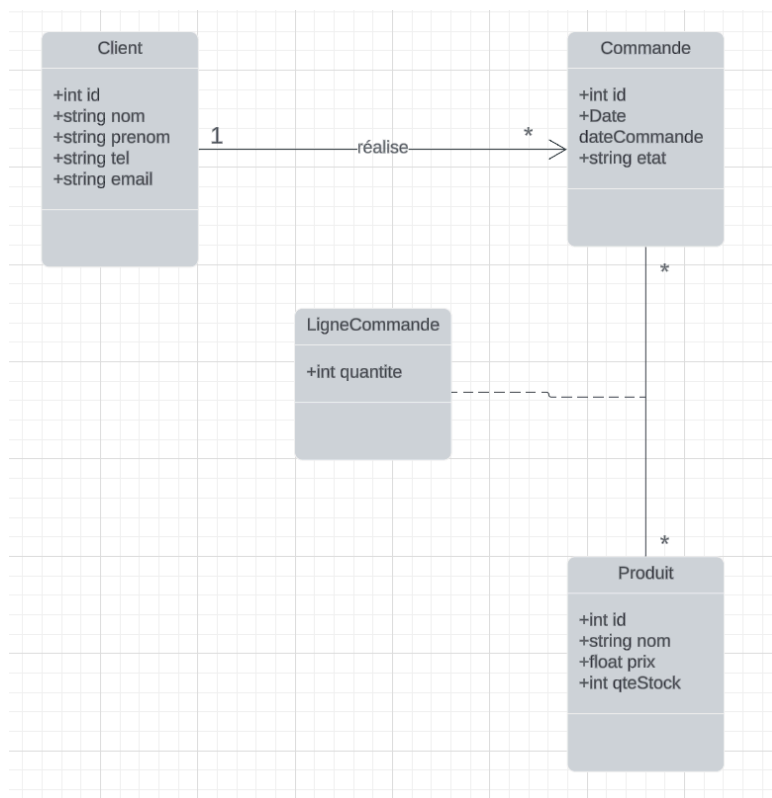 Client
+int id
+string nom
+string prenom
+string tel
+string email
1
réalise
*
Commande
+int id
+Date
dateCommande
+string etat
*
LigneCommande
+int quantite
*
Produit
+int id
+string nom
+float prix
+int qteStock